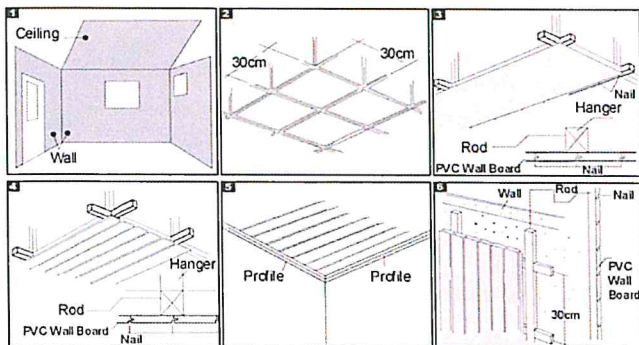 1
Ceiling
Wall
2
30cm
30cm
3
Nail
Hanger
Rod
PVC Wall Board
Nail
4
Hanger
Rod
PVC Wall Board
Nail
5
Profile
Profile
6
Wall
Rod
Nail
PVC
Wall
Board
30cm